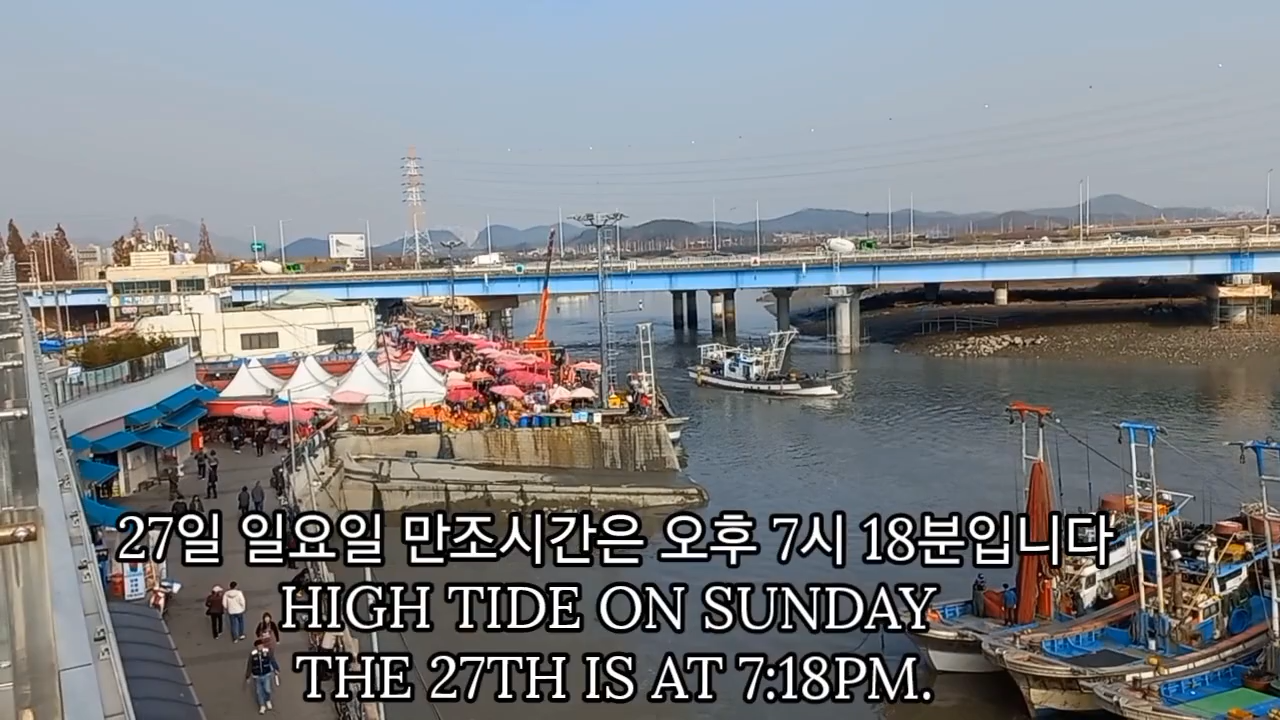 27일 일요일 만조시간은 오후 7시 18분입니다
HIGH TIDE ON SUNDAY
THE 27TH IS AT 7:18PM.